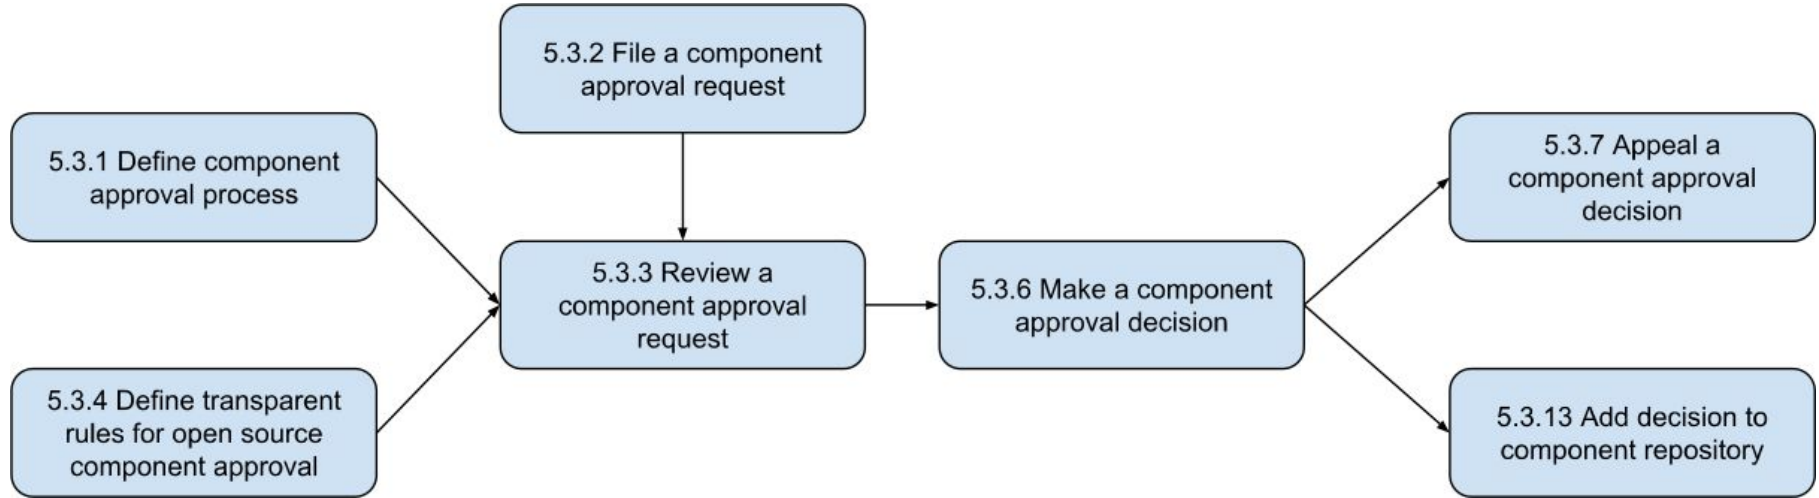 5.3.2 File a component
approval request
5.3.1 Define component
approval process
5.3.7 Appeal a
component approval
decision
5.3.3 Review a
component approval
request
5.3.6 Make a component
approval decision
5.3.4 Define transparent
rules for open source
component approval
5.3.13 Add decision to
component repository